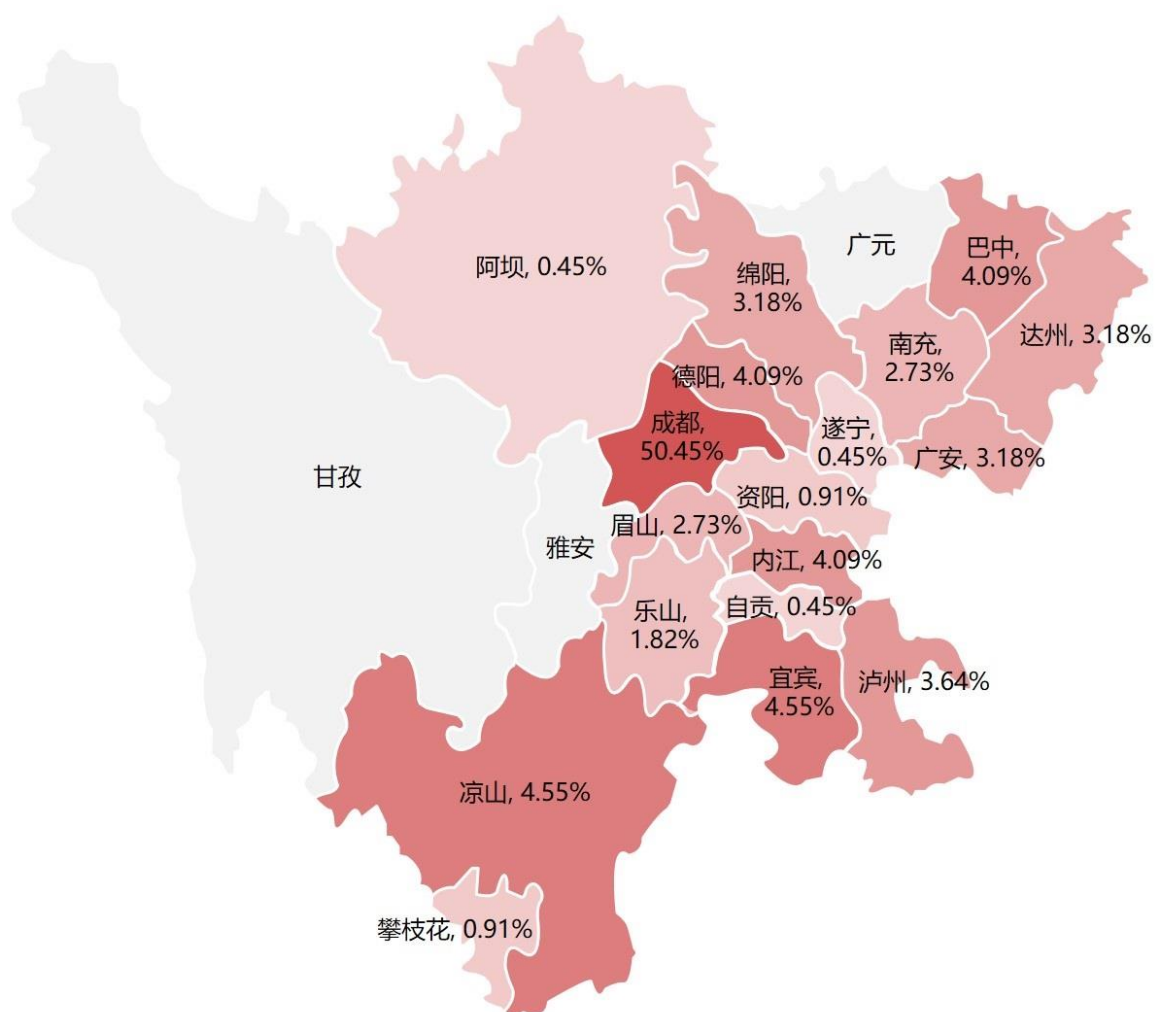 广元
巴中,
4.09%
阿坝, 0.45%
绵阳,
3.18%
达州, 3.18%
南充,
2.73%
德阳, 4.09%
成都,
50.45%
遂宁,
0.45%
广安, 3.18%
甘孜
资阳, 0.91%
眉山, 2.73%
雅安
内江, 4.09%
乐山,
1.82%
自贡, 0.45%
宜宾,
4.55%
泸州, 3.64%
凉山, 4.55%
攀枝花, 0.91%